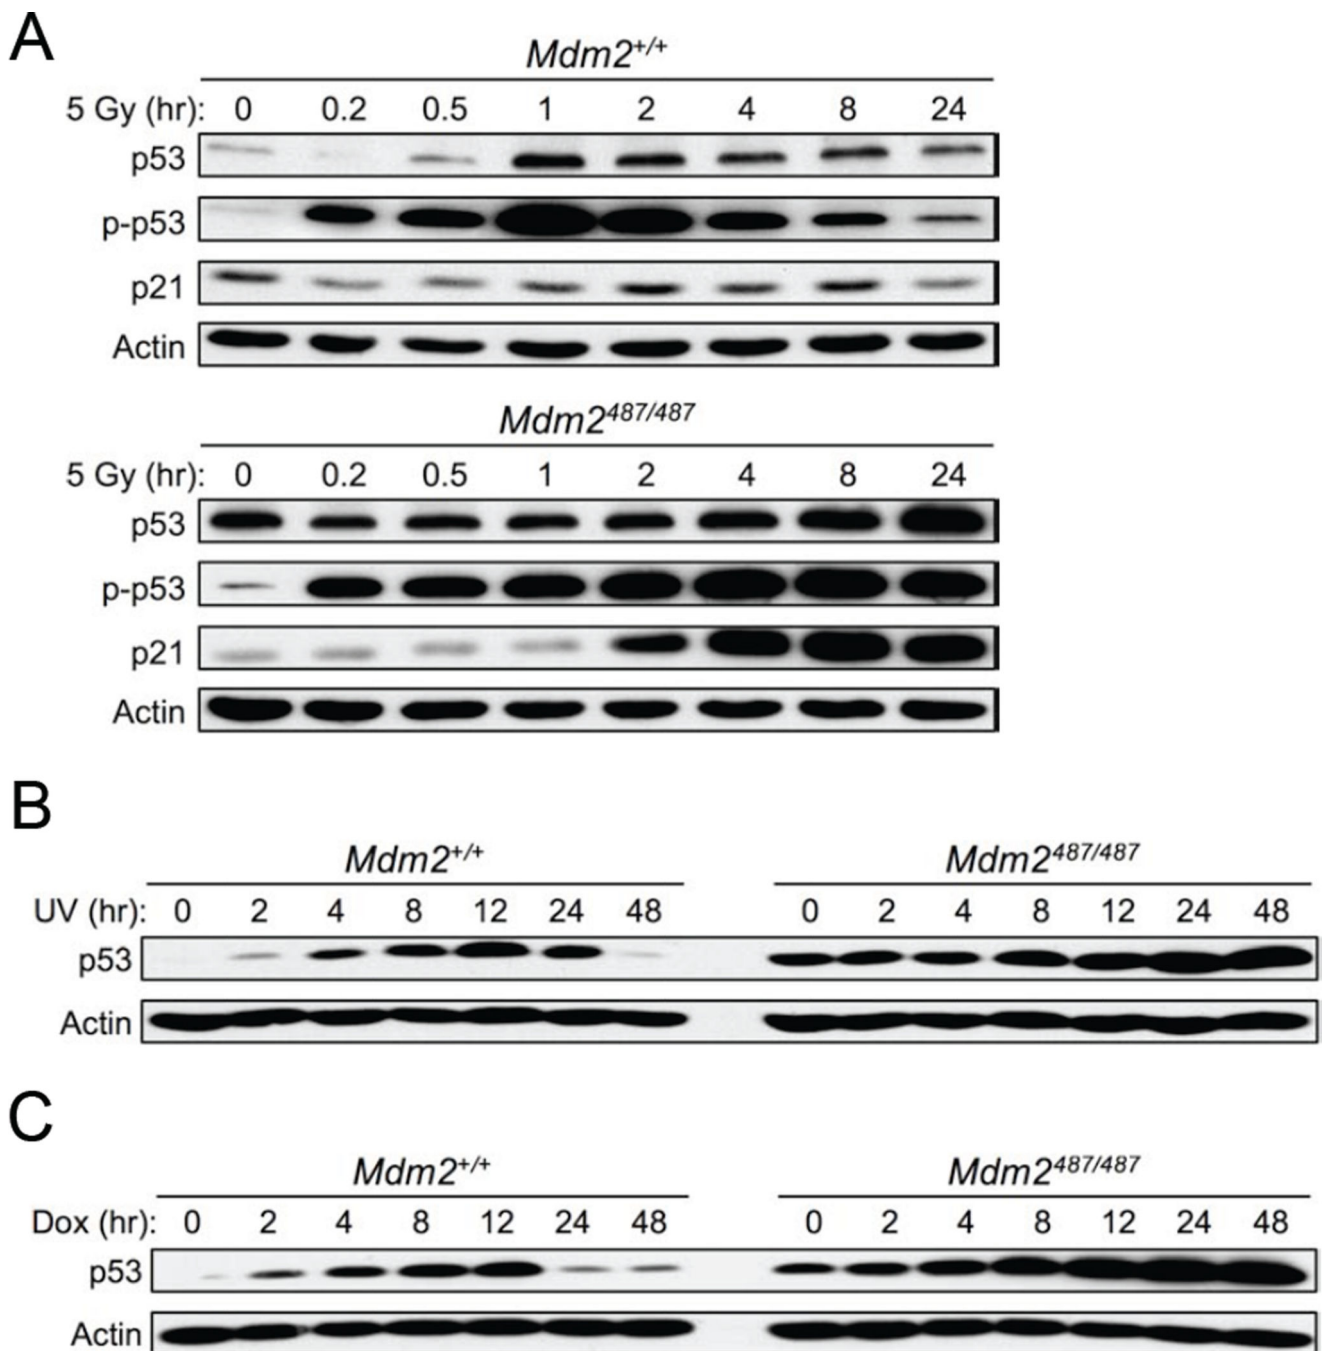 A
Mdm2+/+
5 Gy (hr): 0 0.2 0.5 1 2 4 8 24
p53
p-p53
p21
Actin
Mdm2487/487
5 Gy (hr): 0 0.2 0.5 1 2 4 8 24
p53
p-p53
p21
Actin
B
Mdm2+/+ Mdm2487/487
UV (hr): 0 2 4 8 12 24 48 0 2 4 8 12 24 48
p53
Actin
C
Mdm2+/+ Mdm2487/487
Dox (hr): 0 2 4 8 12 24 48 0 2 4 8 12 24 48
p53
Actin